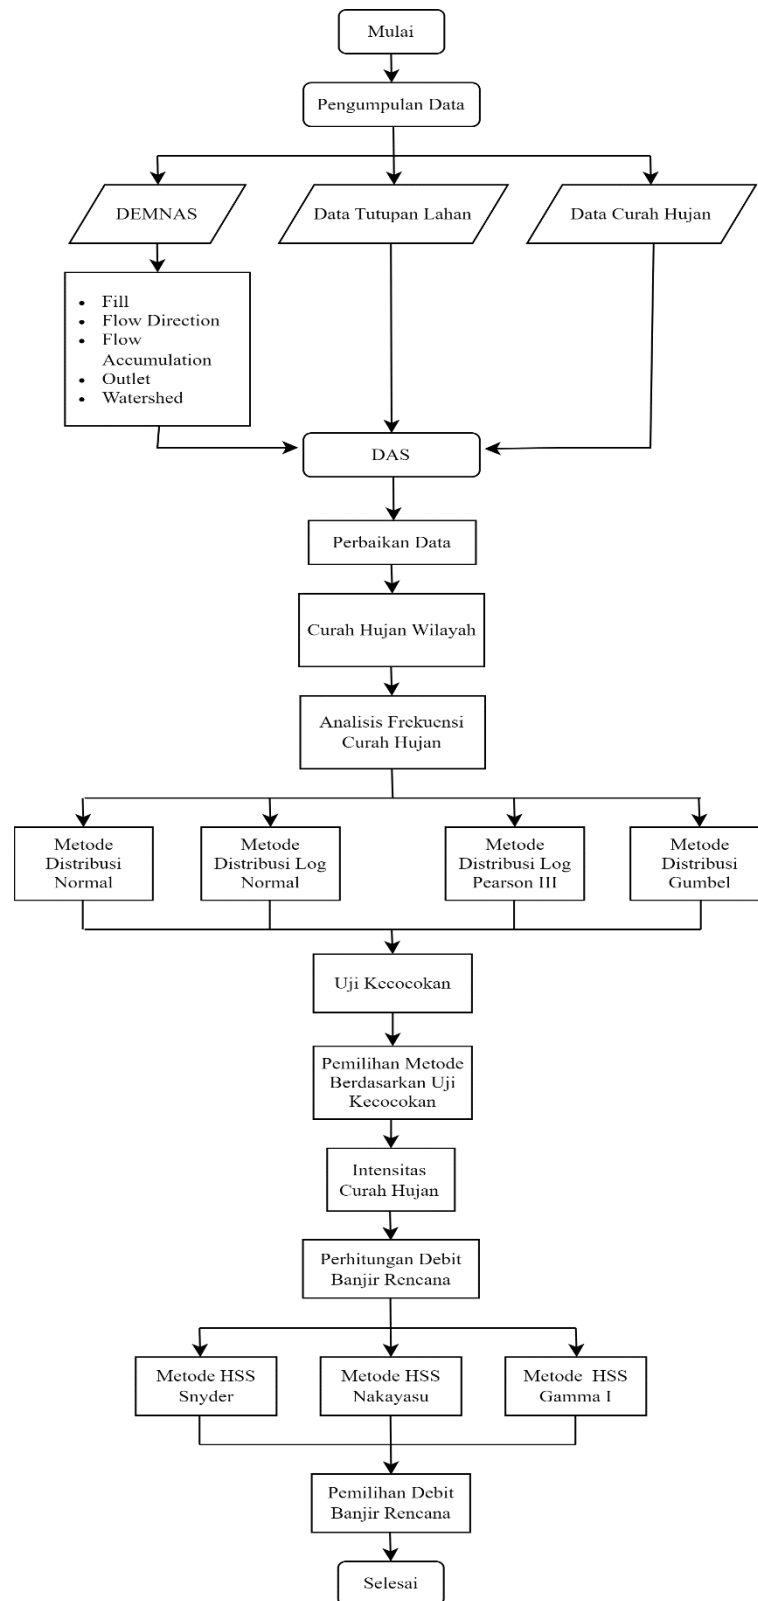 Mulai
Pengumpulan Data
DEMNAS
Data Tutupan Lahan
Data Curah Hujan
• Fill
• Flow Direction
• Flow
Accumulation
• Outlet
• Watershed
DAS
Perbaikan Data
Curah Hujan Wilayah
Analisis Frekuensi
Curah Hujan
Metode
Distribusi
Normal
Metode
Distribusi Log
Normal
Metode
Distribusi Log
Pearson III
Metode
Distribusi
Gumbel
Uji Kecocokan
Pemilihan Metode
Berdasarkan Uji
Kecocokan
Intensitas
Curah Hujan
Perhitungan Debit
Banjir Rencana
Metode HSS
Snyder
Metode HSS
Nakayasu
Metode HSS
Gamma I
Pemilihan Debit
Banjir Rencana
Selesai